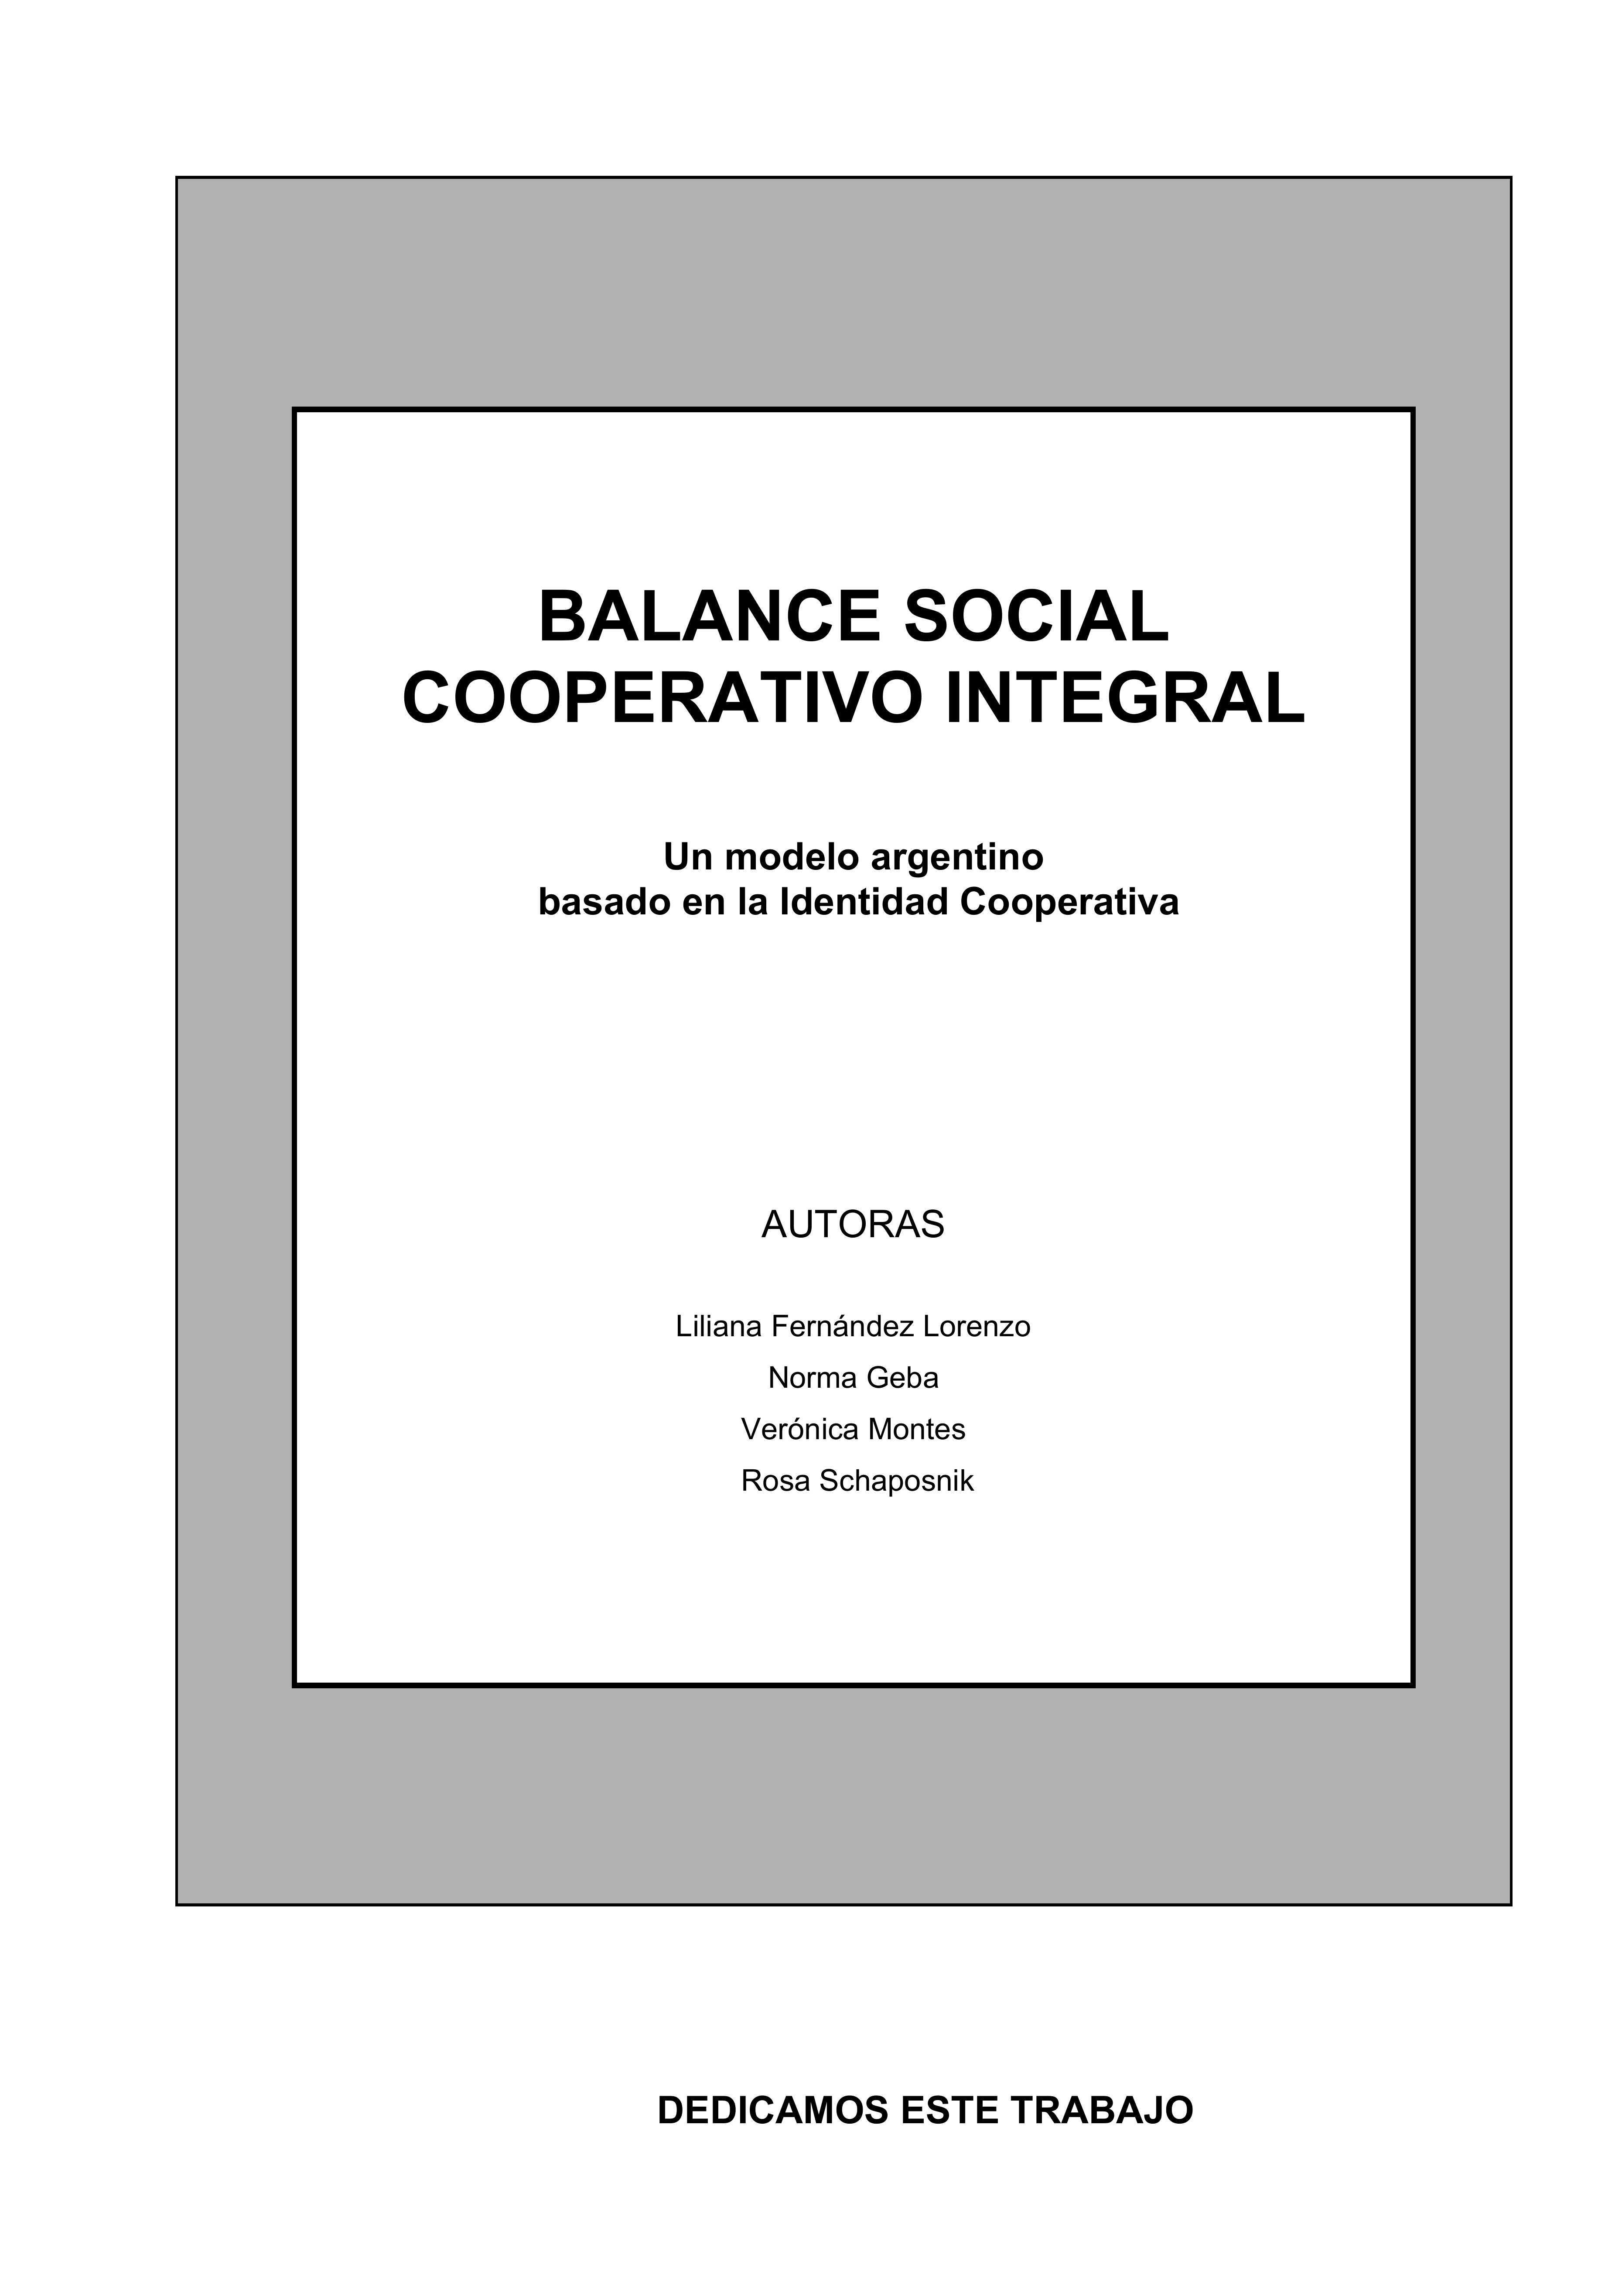 BALANCE SOCIAL
COOPERATIVO INTEGRAL
Un modelo argentino
basado en la Identidad Cooperativa
AUTORAS
Liliana Fernández Lorenzo
Norma Geba
Verónica Montes
Rosa Schaposnik
DEDICAMOS ESTE TRABAJO